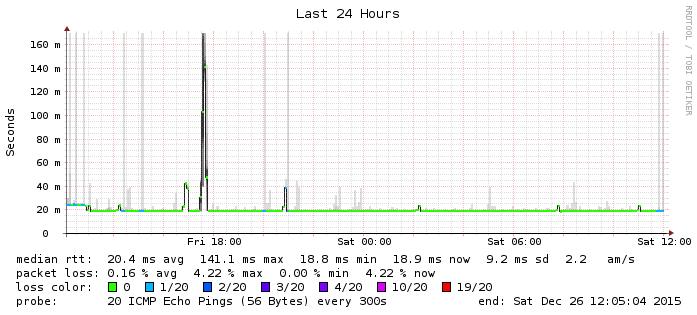 Last 24 Hours
RRDTOOL / TOBI OETIKER
Seconds
160 m
140 m
120 m
100 m
80 m
60 m
40 m
20 m
0
Fri 18:00 Sat 00:00 Sat 06:00 Sat 12:00
median rtt: 20.4 ms avg 141.1 ms max 18.8 ms min 18.9 ms now 9.2 ms sd 2.2 am/s
packet loss: 0.16 % avg 4.22 % max 0.00 % min 4.22 % now
loss color: 0 1/20 2/20 3/20 4/20 10/20 19/20
probe: 20 ICMP Echo Pings (56 Bytes) every 300s end: Sat Dec 26 12:05:04 2015